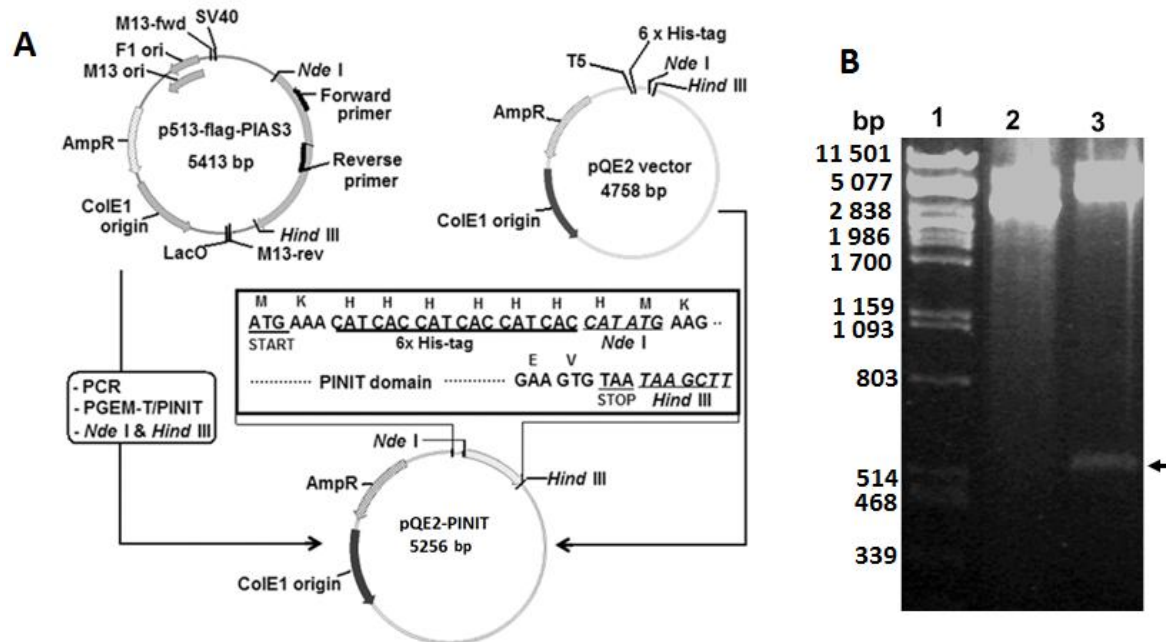 A
M13-fwd
SV40
F1 ori
M13 ori
Nde I
Forward primer
AmpR
p513-flag-PIAS3
5413 bp
Reverse primer
ColE1 origin
Hind III
LacO
M13-rev
6 x His-tag
T5
Nde I
Hind III
AmpR
pQE2 vector
4758 bp
ColE1 origin
M K H H H H H H H M K
ATG AAA CAT CAC CAT CAC CAT CAC CAT ATG AAG ..
START 6x His-tag Nde I
E V
.......... PINIT domain ....... GAA GTG TAA TAA GCTT
STOP Hind III
- PCR
- PGEM-T/PINIT
- Nde I & Hind III
Nde I
Hind III
AmpR
pQE2-PINIT
5256 bp
ColE1 origin
B
bp 1 2 3
11 501
5 077
2 838
1 986
1 700
1 159
1 093
803
514
468
339